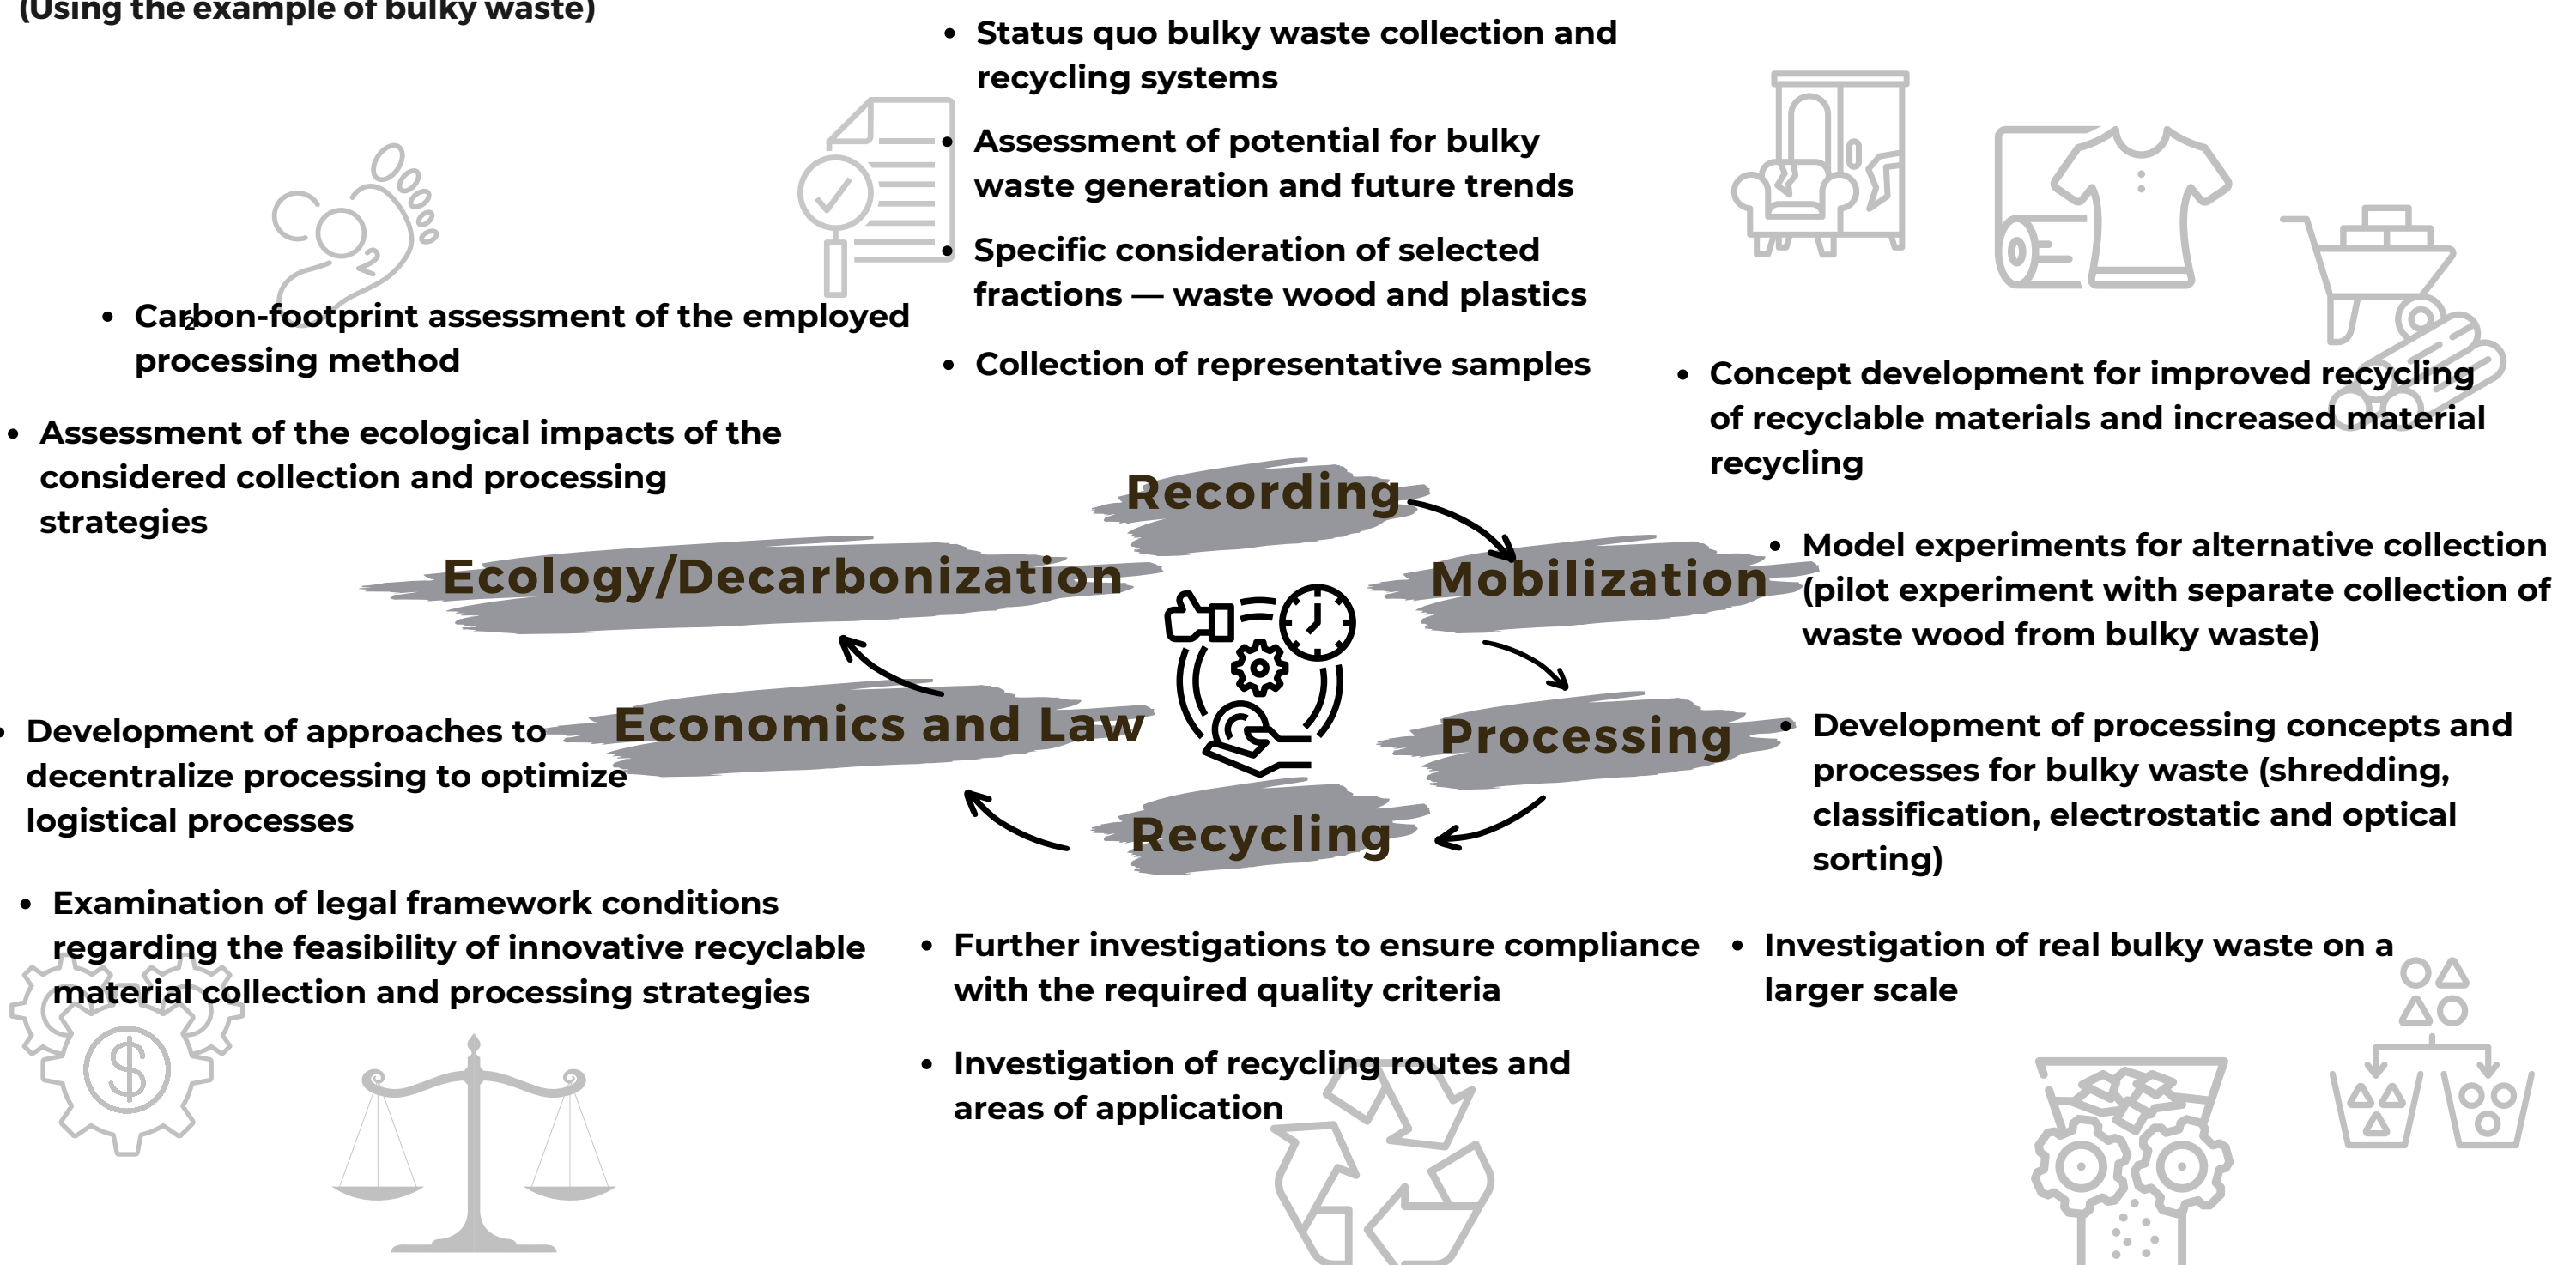 (Using the example of bulky waste)
• Status quo bulky waste collection and
recycling systems
• Assessment of potential for bulky
waste generation and future trends
• Specific consideration of selected
fractions — waste wood and plastics
• Collection of representative samples
2
• Carbon-footprint assessment of the employed
2
processing method
• Assessment of the ecological impacts of the
considered collection and processing
strategies
• Concept development for improved recycling
of recyclable materials and increased material
recycling
Recording
Ecology/Decarbonization
Mobilization
• Model experiments for alternative collection
(pilot experiment with separate collection of
waste wood from bulky waste)
Economics and Law
Processing
• Development of approaches to
decentralize processing to optimize
logistical processes
• Development of processing concepts and
processes for bulky waste (shredding,
classification, electrostatic and optical
sorting)
Recycling
• Examination of legal framework conditions
regarding the feasibility of innovative recyclable
material collection and processing strategies
• Further investigations to ensure compliance
with the required quality criteria
• Investigation of real bulky waste on a
larger scale
• Investigation of recycling routes and
areas of application
$